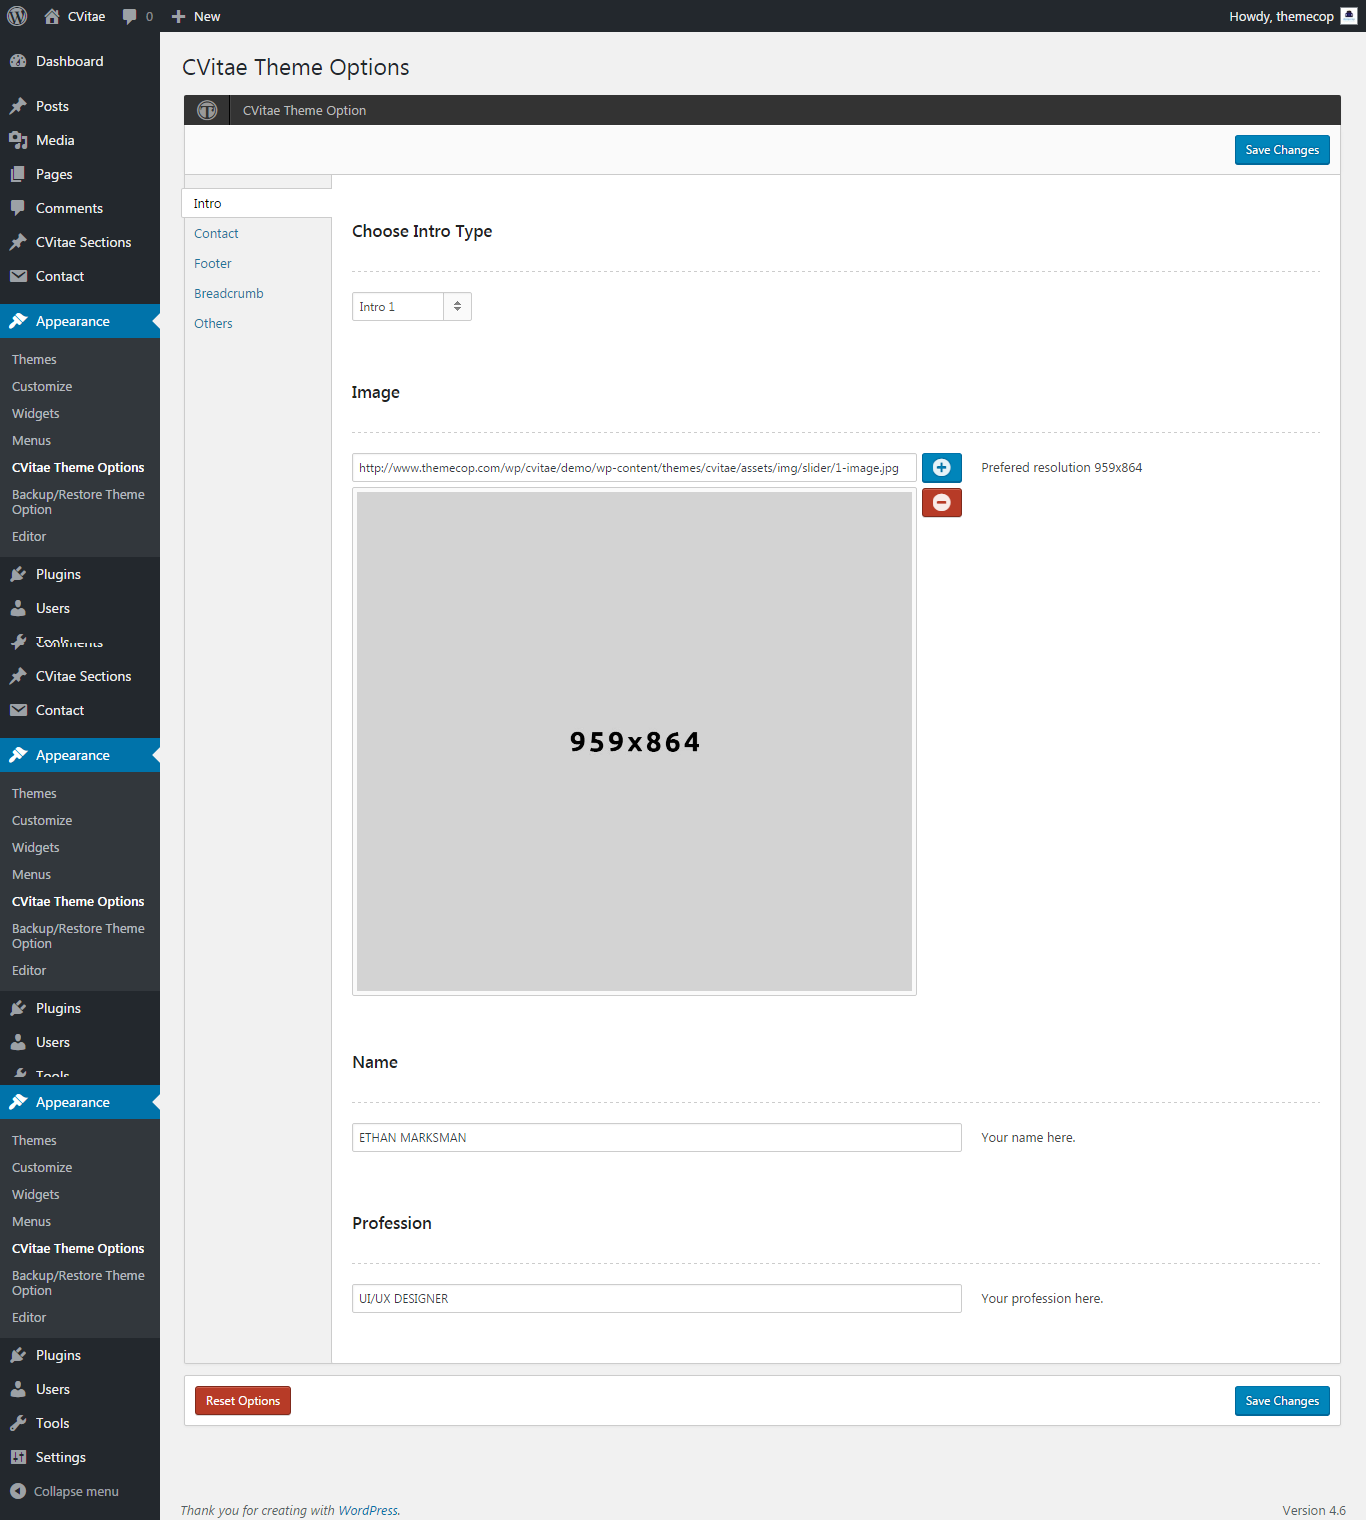 CVitae
0
New
Howdy, themecop
Dashboard
Posts
Media
Pages
Comments
CVitae Sections
Contact
Appearance
Themes
Customize
Widgets
Menus
CVitae Theme Options
Backup/Restore Theme
Option
Editor
Plugins
Users
CVitae Sections
Contact
Appearance
Themes
Customize
Widgets
Menus
CVitae Theme Options
Backup/Restore Theme
Option
Editor
Plugins
Users
Tools
Appearance
Themes
Customize
Widgets
Menus
CVitae Theme Options
Backup/Restore Theme
Option
Editor
Plugins
Users
Tools
Settings
Collapse menu
CVitae Theme Options
CVitae Theme Option
Save Changes
Intro
Contact
Footer
Breadcrumb
Others
Choose Intro Type
Intro 1
Image
http://www.themecop.com/wp/cvitae/demo/wp-content/themes/cvitae/assets/img/slider/1-image.jpg
Prefered resolution 959x864
959x864
Name
ETHAN MARKSMAN
Your name here.
Profession
UI/UX DESIGNER
Your profession here.
Reset Options
Save Changes
Thank you for creating with WordPress.
Version 4.6